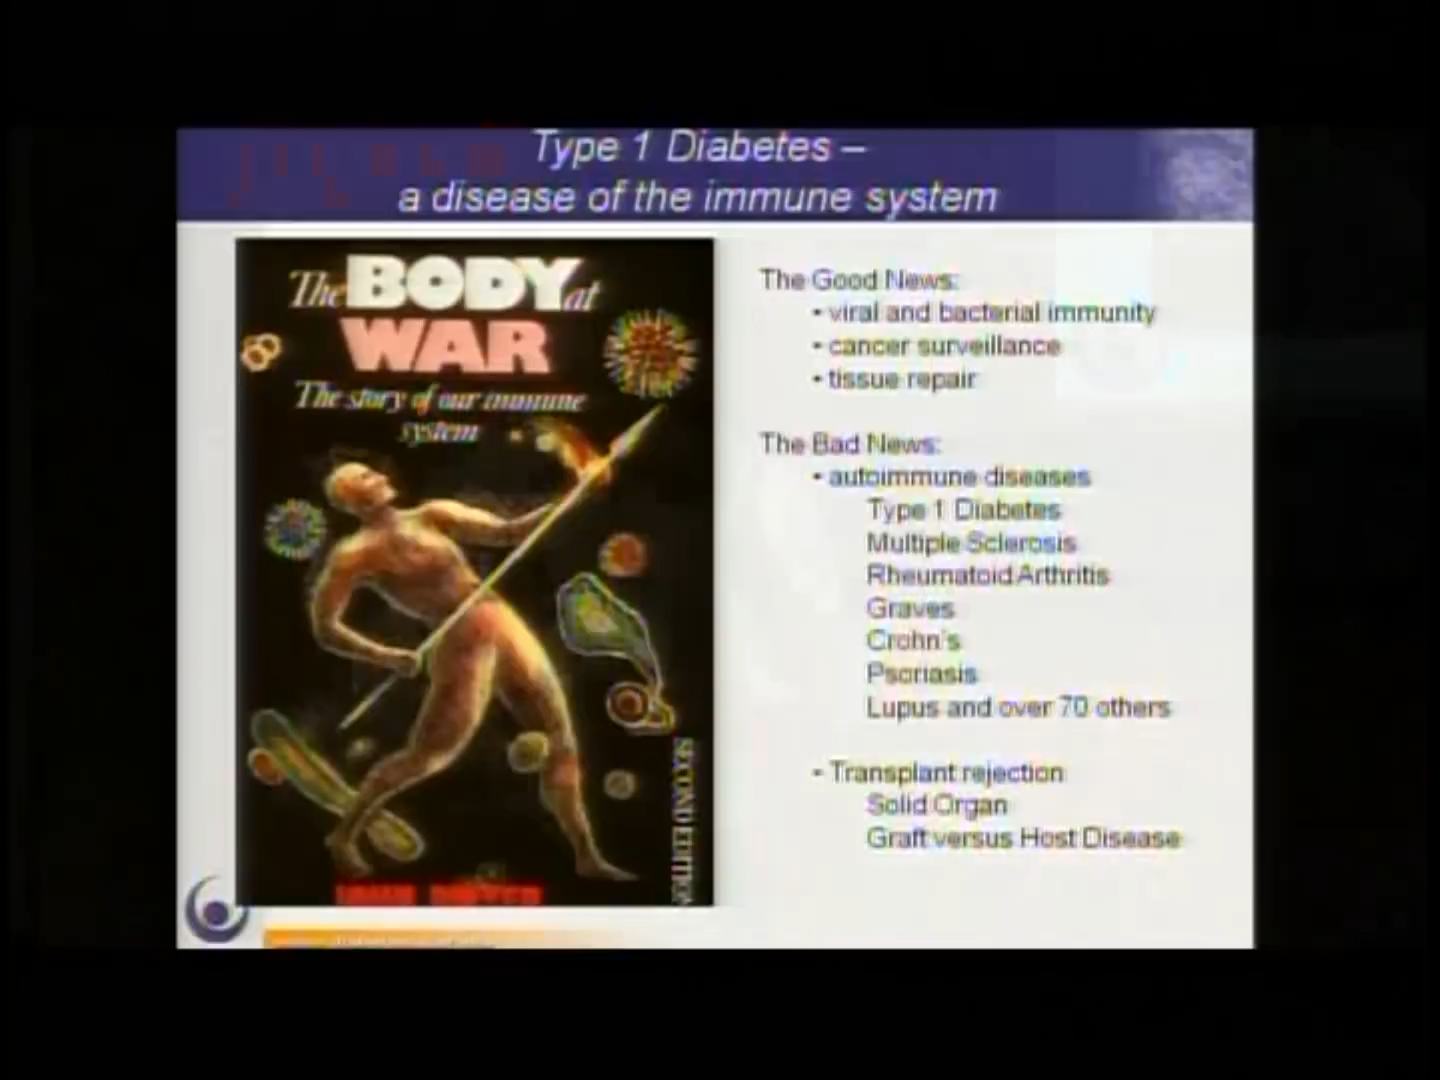 Type 1 Diabetes –
a disease of the immune system
The BODY at
WAR
The story of our immune
system
SECOND EDITION
The Good News:
• viral and bacterial immunity
• cancer surveillance
• tissue repair
The Bad News:
• autoimmune diseases
Type 1 Diabetes
Multiple Sclerosis
Rheumatoid Arthritis
Graves
Crohn's
Psoriasis
Lupus and over 70 others
- Transplant rejection
Solid Organ
Graft versus Host Disease